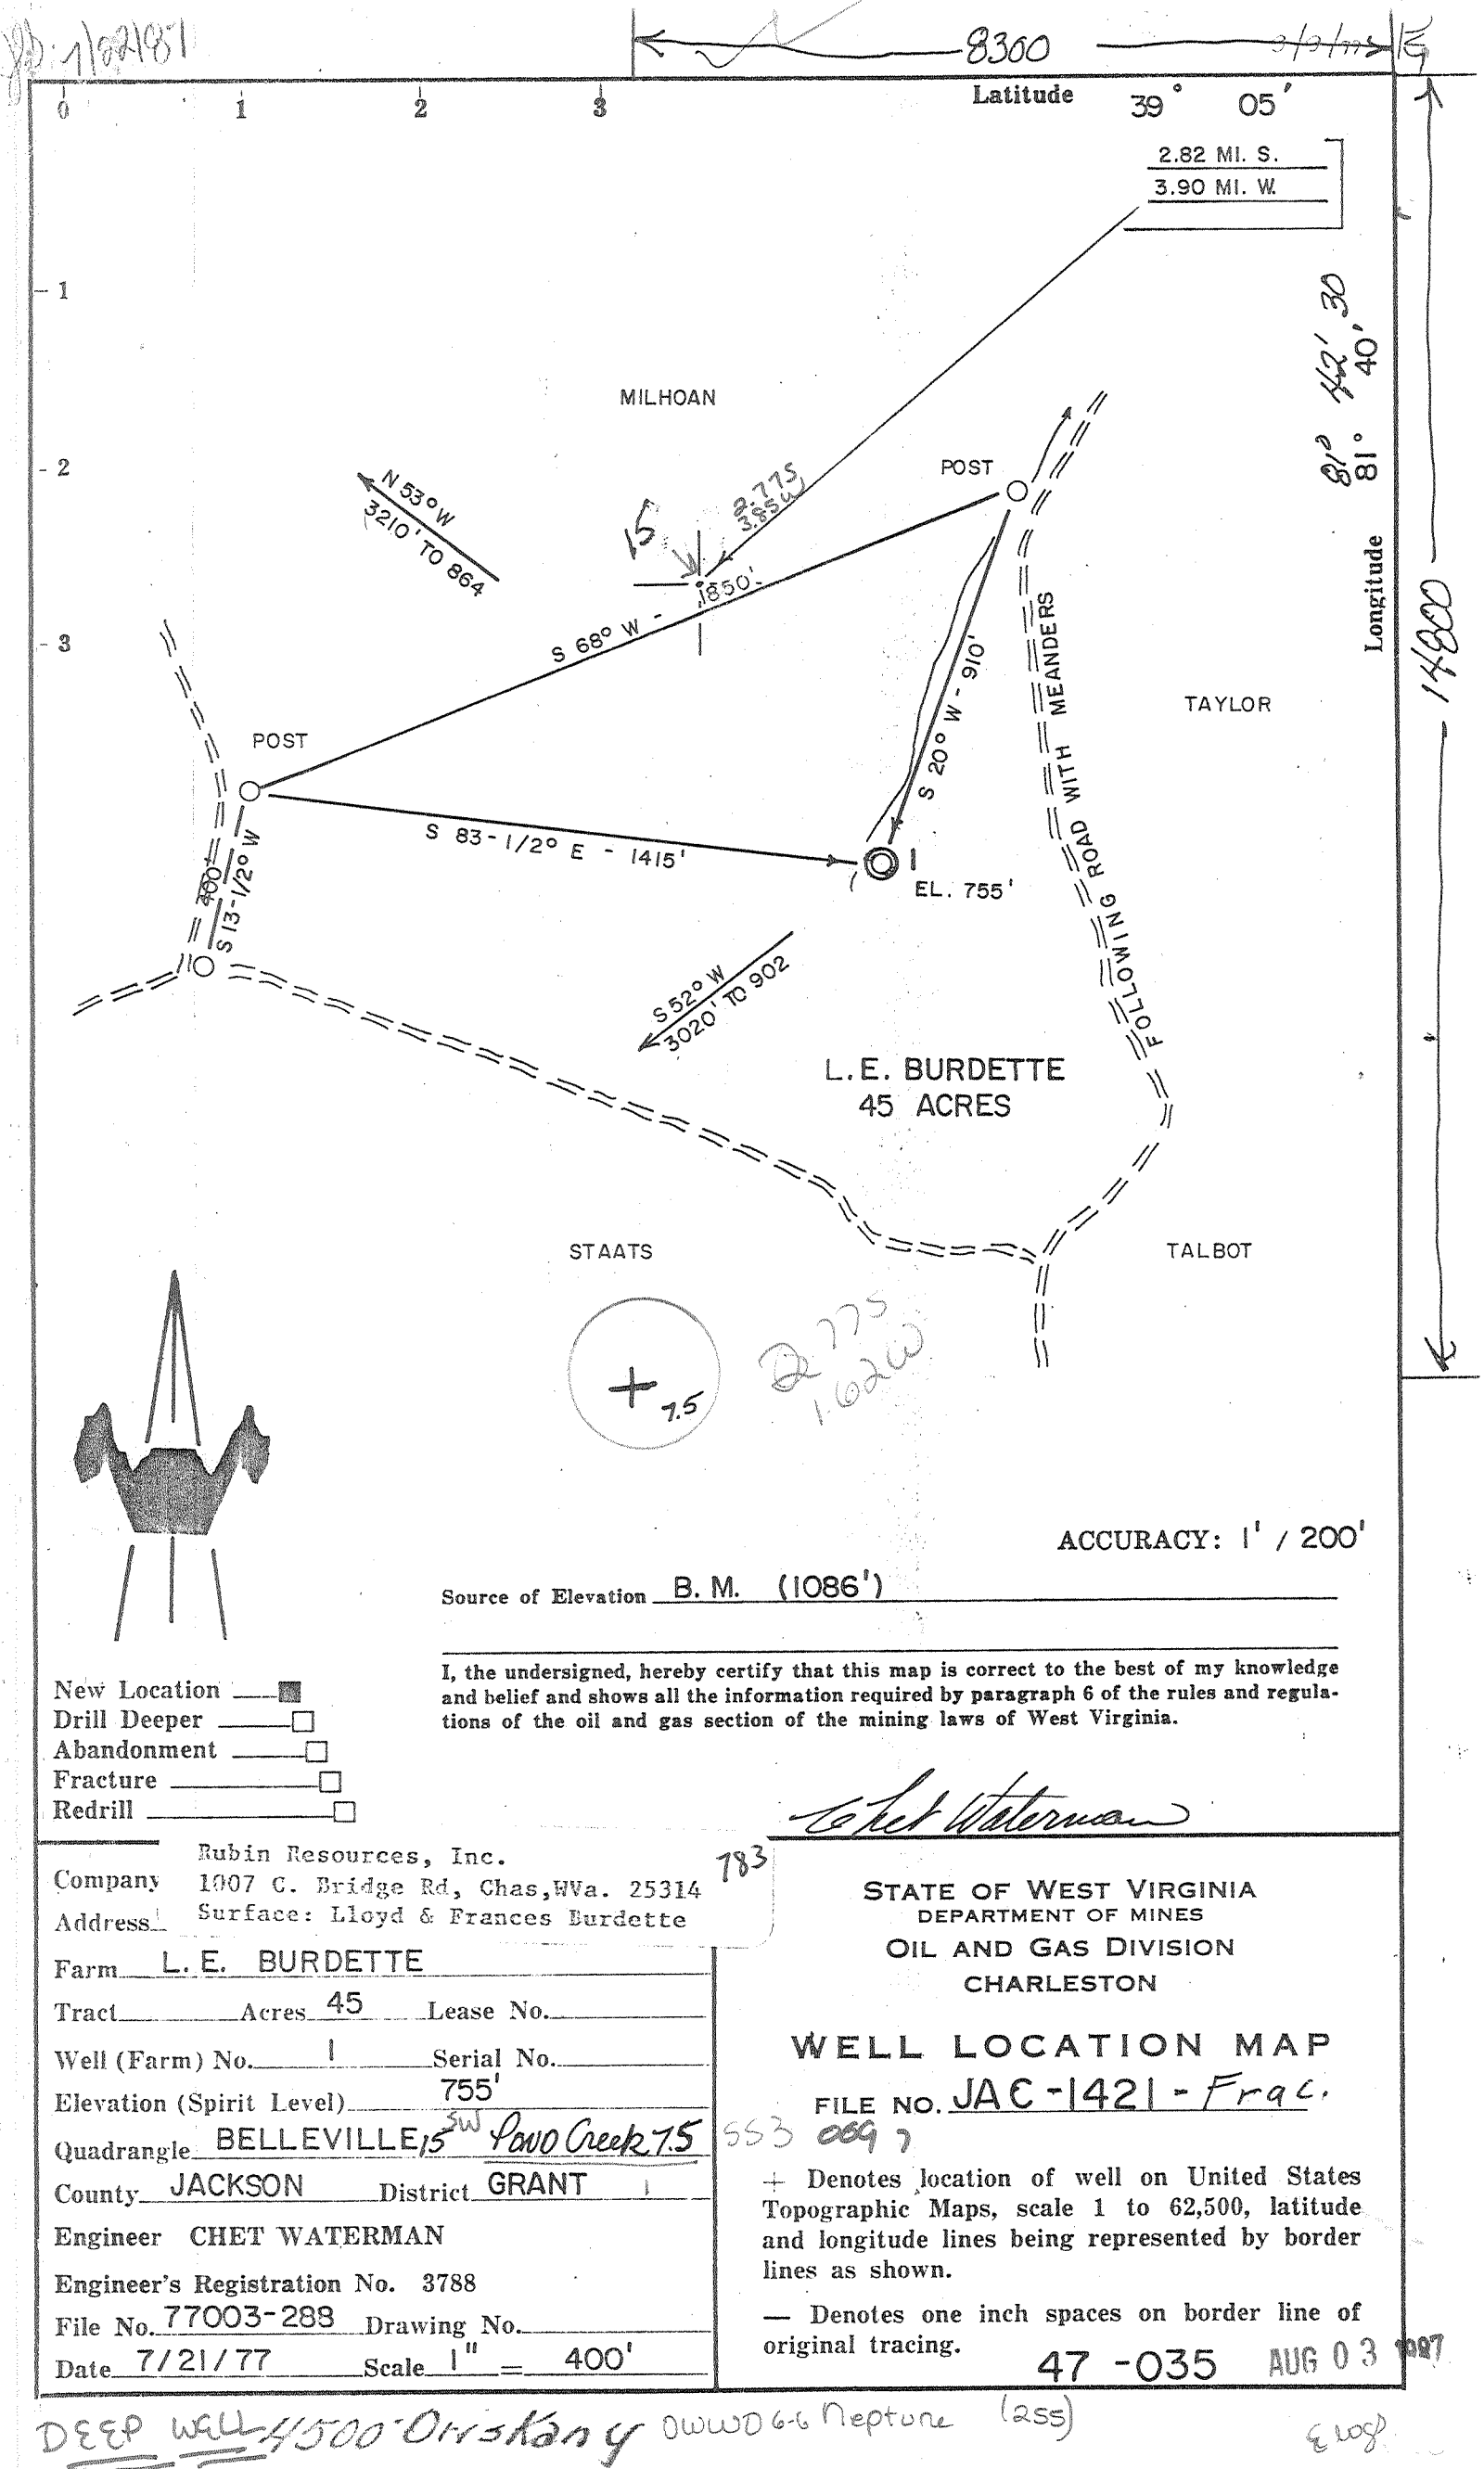 8300
0 1 2 3
Latitude 39° 05'
2.82 MI. S.
3.90 MI. W.
- 1
- 2
- 3
81° 42' 30
81° 40'
Longitude
14800
MILHOAN
POST
N 53° W
3210' TO 864
15
2.77S
3.85W
S 68° W - 1850'
S 20° W - 910'
FOLLOWING ROAD WITH MEANDERS
TAYLOR
POST
S 83-1/2° E - 1415'
1
EL. 755'
400'
S 13-1/2° W
S 52° W
3020' TO 902
L.E. BURDETTE
45 ACRES
STAATS
TALBOT
7.5
2.77S
1.62W
ACCURACY: 1' / 200'
Source of Elevation B. M. (1086')
I, the undersigned, hereby certify that this map is correct to the best of my knowledge
and belief and shows all the information required by paragraph 6 of the rules and regula-
tions of the oil and gas section of the mining laws of West Virginia.
New Location
Drill Deeper
Abandonment
Fracture
Redrill
Chet Waterman
Company Rubin Resources, Inc.
1007 C. Bridge Rd, Chas,WVa. 25314
Address Surface: Lloyd & Frances Burdette
783
Farm L. E. BURDETTE
Tract Acres 45 Lease No.
Well (Farm) No. 1 Serial No.
Elevation (Spirit Level) 755'
Quadrangle BELLEVILLE 15 SW Pond Creek 7.5
County JACKSON District GRANT
Engineer CHET WATERMAN
Engineer's Registration No. 3788
File No. 77003-288 Drawing No.
Date 7/21/77 Scale 1" = 400'
STATE OF WEST VIRGINIA
DEPARTMENT OF MINES
OIL AND GAS DIVISION
CHARLESTON
WELL LOCATION MAP
FILE NO. JAC-1421-Frac.
553
+ Denotes location of well on United States
Topographic Maps, scale 1 to 62,500, latitude
and longitude lines being represented by border
lines as shown.
— Denotes one inch spaces on border line of
original tracing.
47 -035 AUG 03
DEEP WELL 4500-Oriskany OWWD 6-6 Neptune (255)